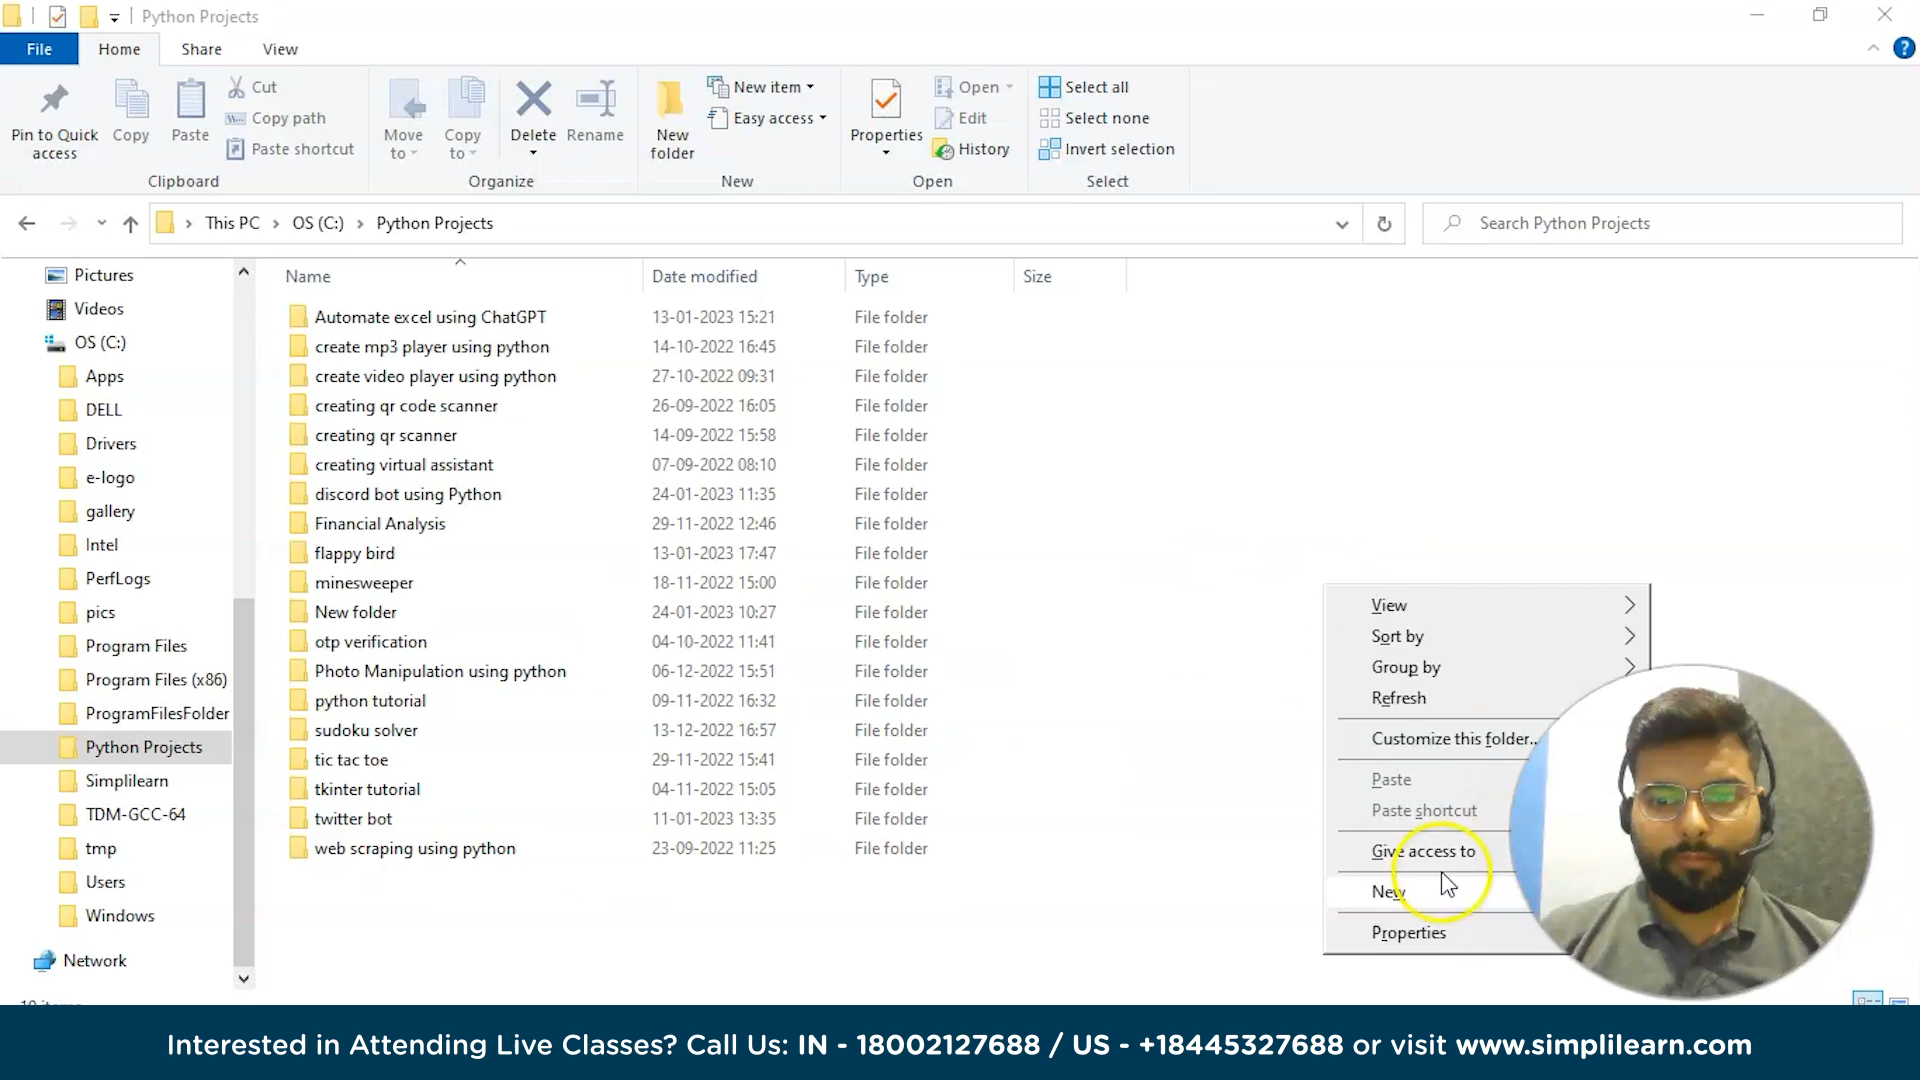 Python Projects
File
Home
Share
View
?
Pin to Quick access
Copy
Paste
Cut
Copy path
Paste shortcut
Clipboard
Move to
Copy to
Delete
Rename
Organize
New folder
New item
Easy access
New
Properties
Open
Edit
History
Open
Select all
Select none
Invert selection
Select
This PC > OS (C:) > Python Projects
Search Python Projects
Pictures
Videos
OS (C:)
Apps
DELL
Drivers
e-logo
gallery
Intel
PerfLogs
pics
Program Files
Program Files (x86)
ProgramFilesFolder
Python Projects
Simplilearn
TDM-GCC-64
tmp
Users
Windows
Network
Name Date modified Type Size
Automate excel using ChatGPT 13-01-2023 15:21 File folder
create mp3 player using python 14-10-2022 16:45 File folder
create video player using python 27-10-2022 09:31 File folder
creating qr code scanner 26-09-2022 16:05 File folder
creating qr scanner 14-09-2022 15:58 File folder
creating virtual assistant 07-09-2022 08:10 File folder
discord bot using Python 24-01-2023 11:35 File folder
Financial Analysis 29-11-2022 12:46 File folder
flappy bird 13-01-2023 17:47 File folder
minesweeper 18-11-2022 15:00 File folder
New folder 24-01-2023 10:27 File folder
otp verification 04-10-2022 11:41 File folder
Photo Manipulation using python 06-12-2022 15:51 File folder
python tutorial 09-11-2022 16:32 File folder
sudoku solver 13-12-2022 16:57 File folder
tic tac toe 29-11-2022 15:41 File folder
tkinter tutorial 04-11-2022 15:05 File folder
twitter bot 11-01-2023 13:35 File folder
web scraping using python 23-09-2022 11:25 File folder
View
Sort by
Group by
Refresh
Customize this folder..
Paste
Paste shortcut
Give access to
New
Properties
Interested in Attending Live Classes? Call Us: IN - 18002127688 / US - +18445327688 or visit www.simplilearn.com